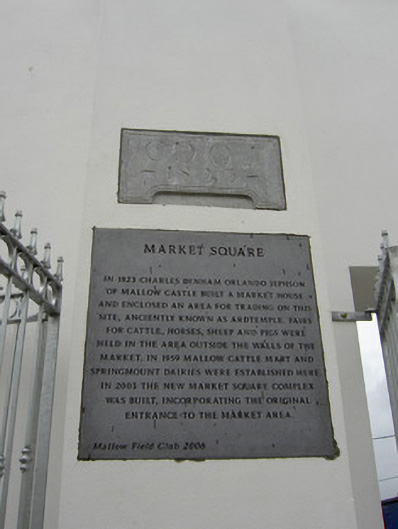 MARKET SQUARE
IN 1823 CHARLES DENHAM ORLANDO JEPHSON
OF MALLOW CASTLE BUILT A MARKET HOUSE
AND ENCLOSED AN AREA FOR TRADING ON THIS
SITE, ANCIENTLY KNOWN AS ARDTEMPLE. FAIRS
FOR CATTLE, HORSES, SHEEP AND PIGS WERE
HELD IN THE AREA OUTSIDE THE WALLS OF THE
MARKET. IN 1959 MALLOW CATTLE MART AND
SPRINGMOUNT DAIRIES WERE ESTABLISHED HERE.
IN 2003 THE NEW MARKET SQUARE COMPLEX
WAS BUILT, INCORPORATING THE ORIGINAL
ENTRANCE TO THE MARKET AREA.
Mallow Field Club 2006